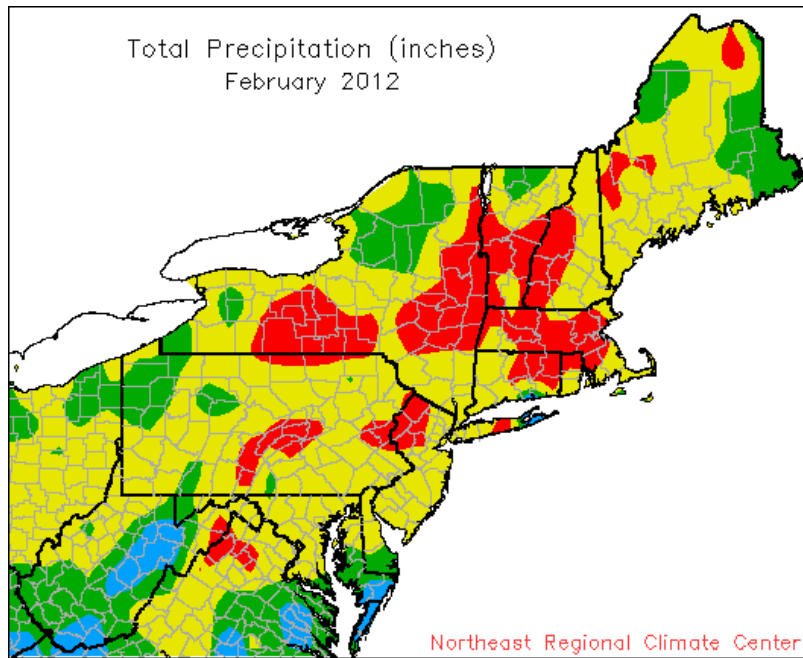 Total Precipitation (inches)
February 2012
Northeast Regional Climate Center